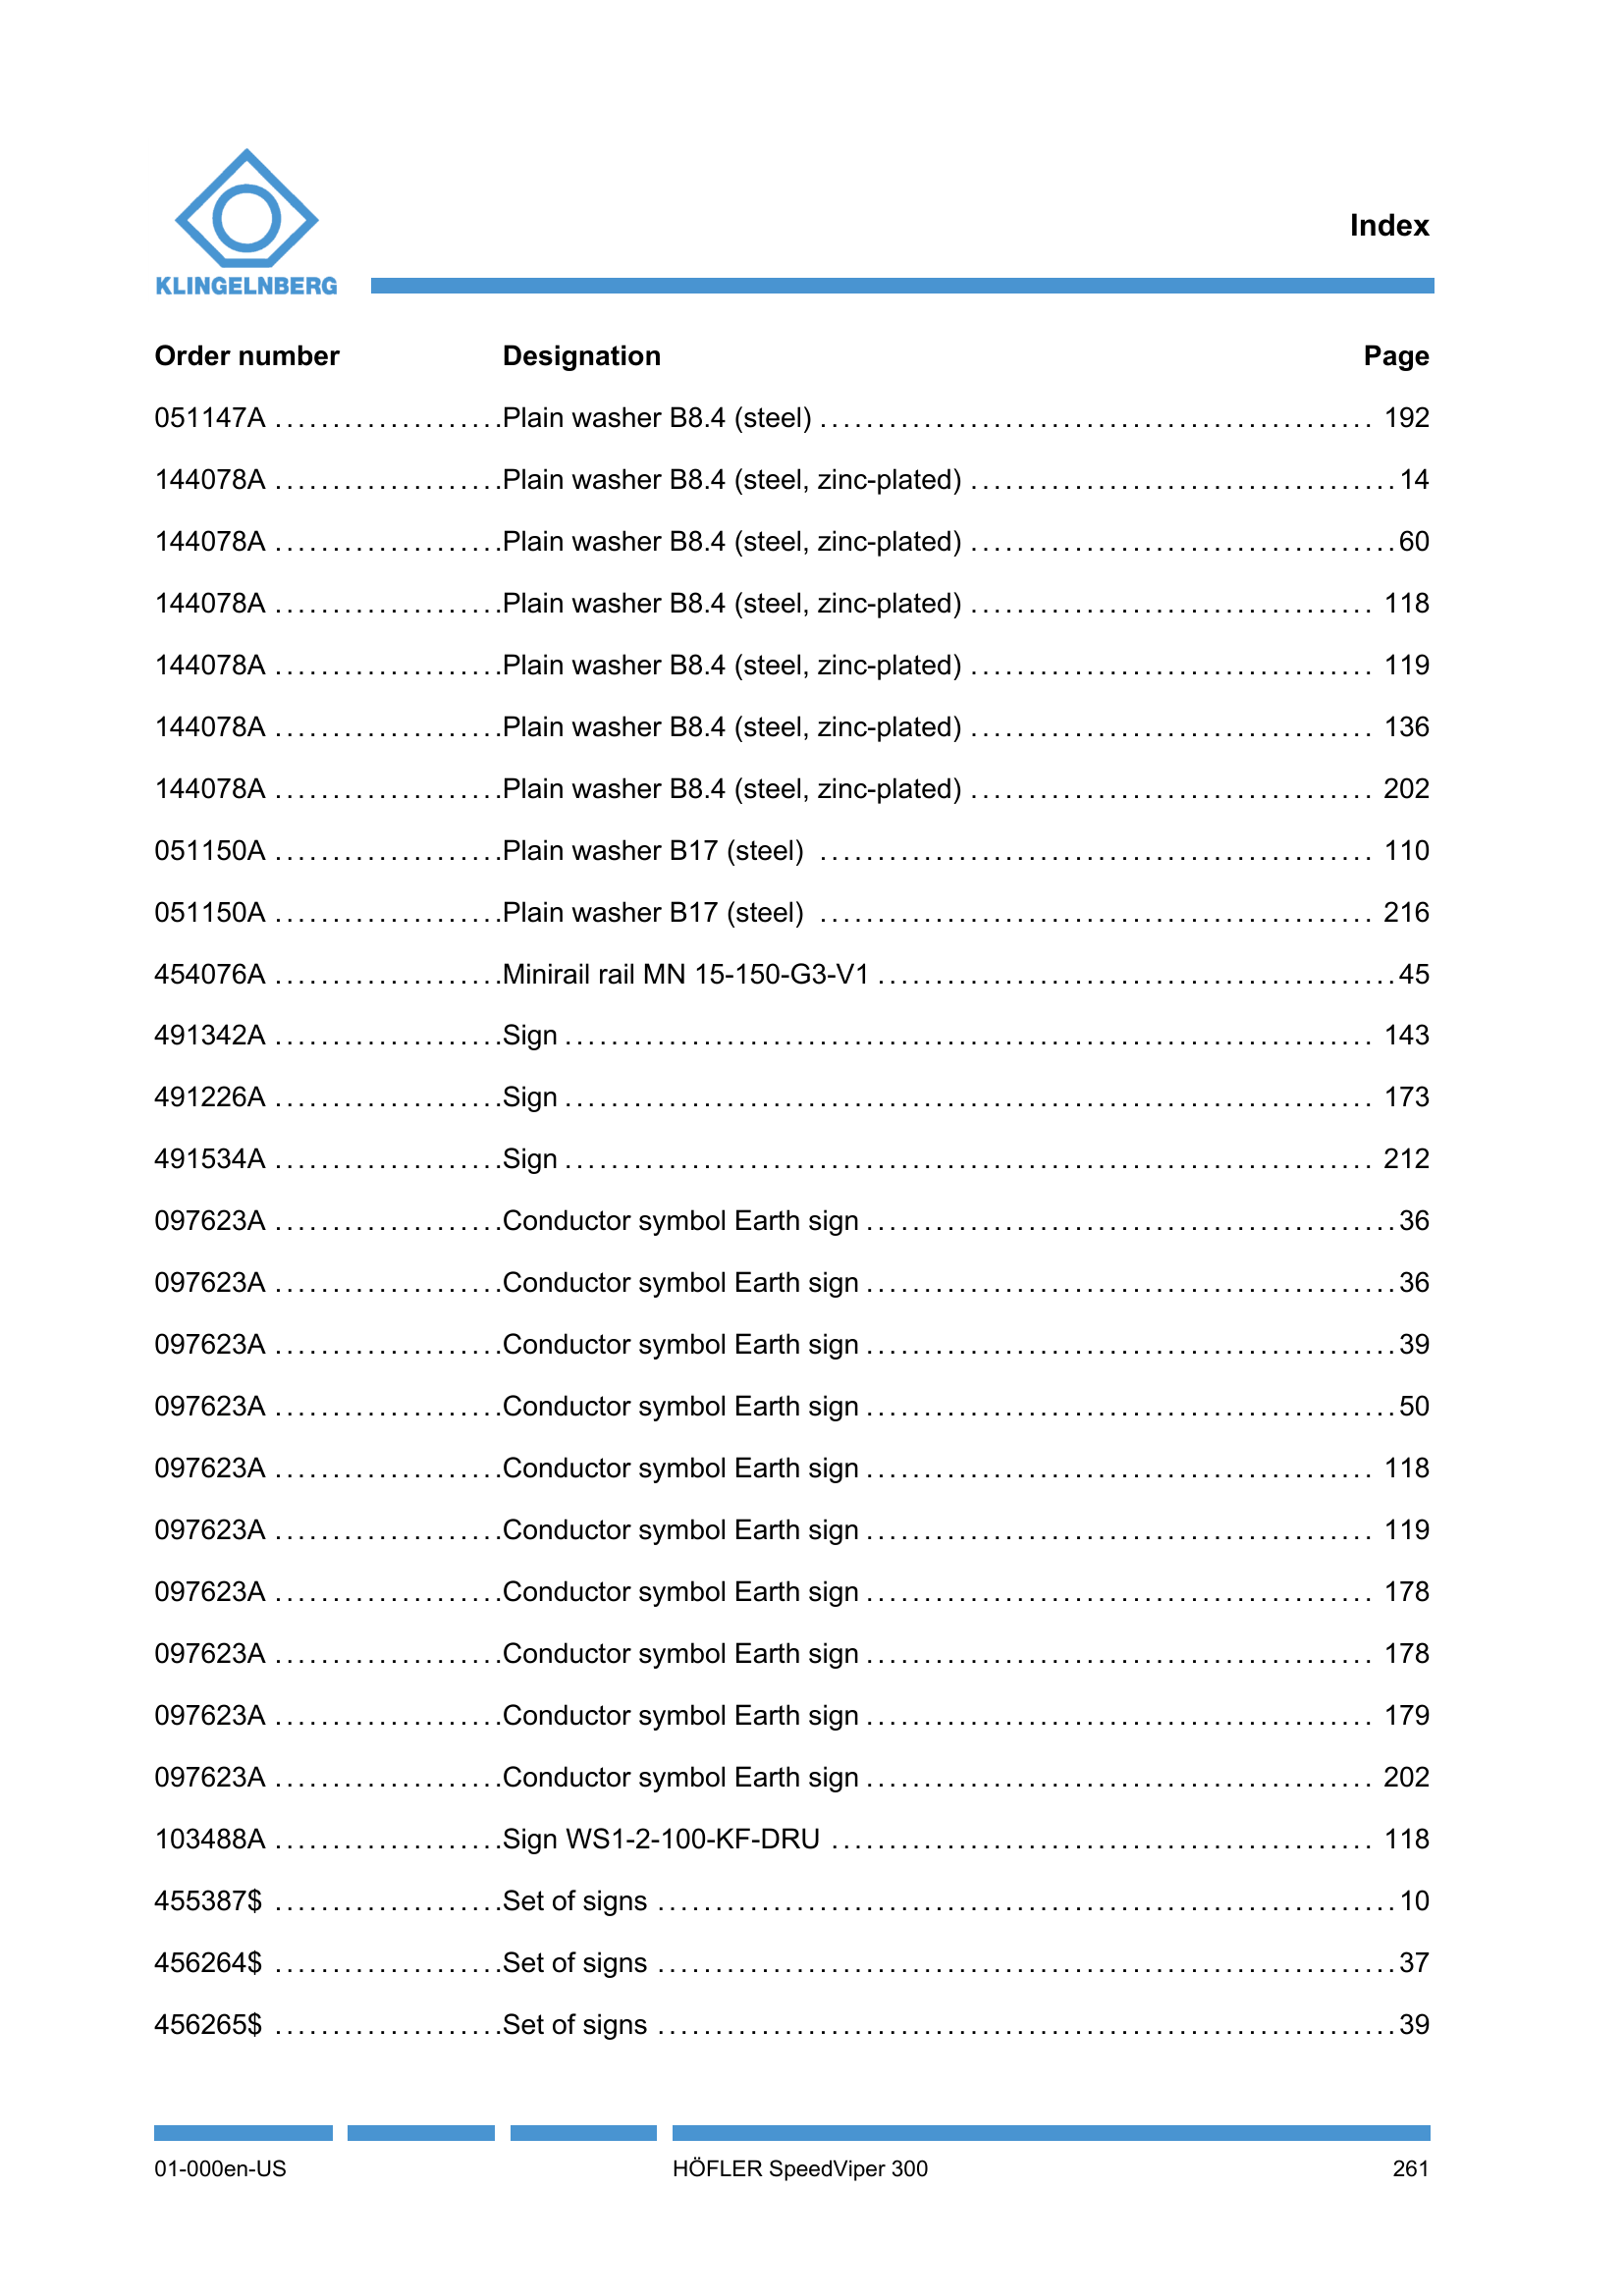 Index
KLINGELNBERG
Order number Designation Page
051147A ....................Plain washer B8.4 (steel) ................................................ 192
144078A ....................Plain washer B8.4 (steel, zinc-plated) .....................................14
144078A ....................Plain washer B8.4 (steel, zinc-plated) .....................................60
144078A ....................Plain washer B8.4 (steel, zinc-plated) ................................... 118
144078A ....................Plain washer B8.4 (steel, zinc-plated) ................................... 119
144078A ....................Plain washer B8.4 (steel, zinc-plated) ................................... 136
144078A ....................Plain washer B8.4 (steel, zinc-plated) ................................... 202
051150A ....................Plain washer B17 (steel) ................................................ 110
051150A ....................Plain washer B17 (steel) ................................................ 216
454076A ....................Minirail rail MN 15-150-G3-V1 .............................................45
491342A ....................Sign ...................................................................... 143
491226A ....................Sign ...................................................................... 173
491534A ....................Sign ...................................................................... 212
097623A ....................Conductor symbol Earth sign ..............................................36
097623A ....................Conductor symbol Earth sign ..............................................36
097623A ....................Conductor symbol Earth sign ..............................................39
097623A ....................Conductor symbol Earth sign ..............................................50
097623A ....................Conductor symbol Earth sign ............................................ 118
097623A ....................Conductor symbol Earth sign ............................................ 119
097623A ....................Conductor symbol Earth sign ............................................ 178
097623A ....................Conductor symbol Earth sign ............................................ 178
097623A ....................Conductor symbol Earth sign ............................................ 179
097623A ....................Conductor symbol Earth sign ............................................ 202
103488A ....................Sign WS1-2-100-KF-DRU ............................................... 118
455387$ ....................Set of signs ................................................................10
456264$ ....................Set of signs ................................................................37
456265$ ....................Set of signs ................................................................39
01-000en-US HÖFLER SpeedViper 300 261